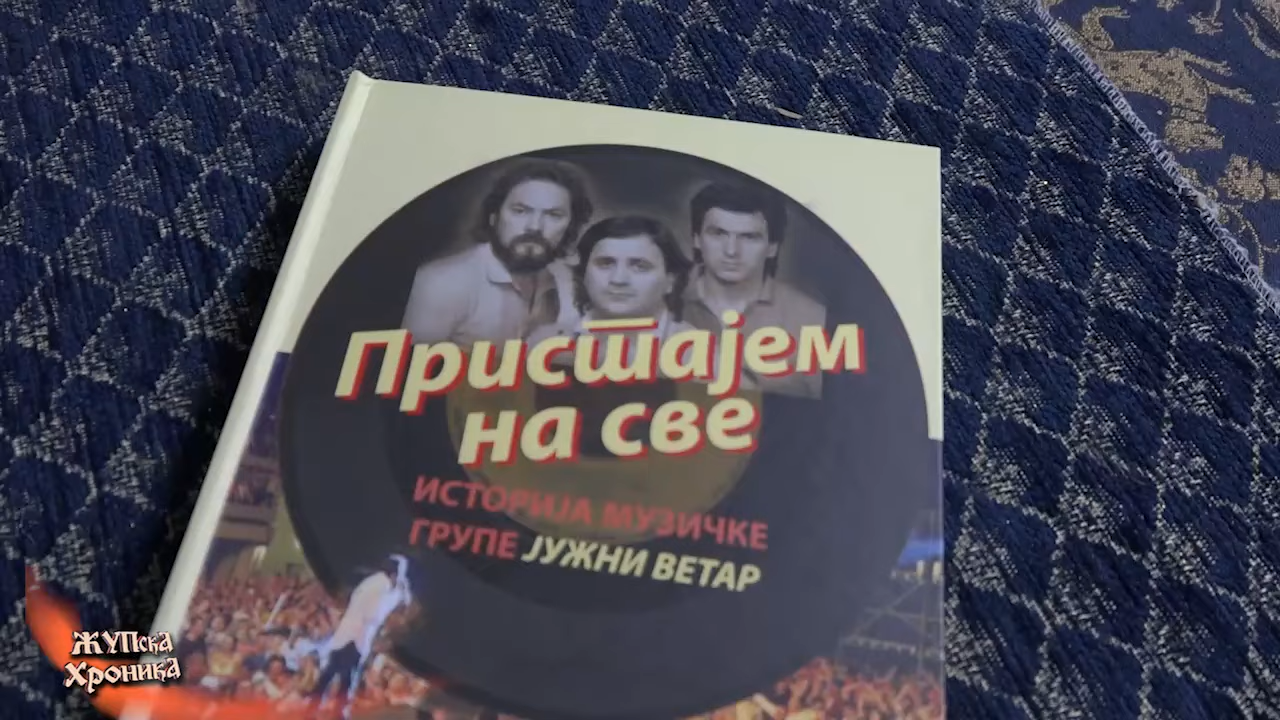 Пристајем
на све
ИСТОРИЈА МУЗИЧКЕ
ГРУПЕ ЈУЖНИ ВЕТАР
ЖУПска
Хроника